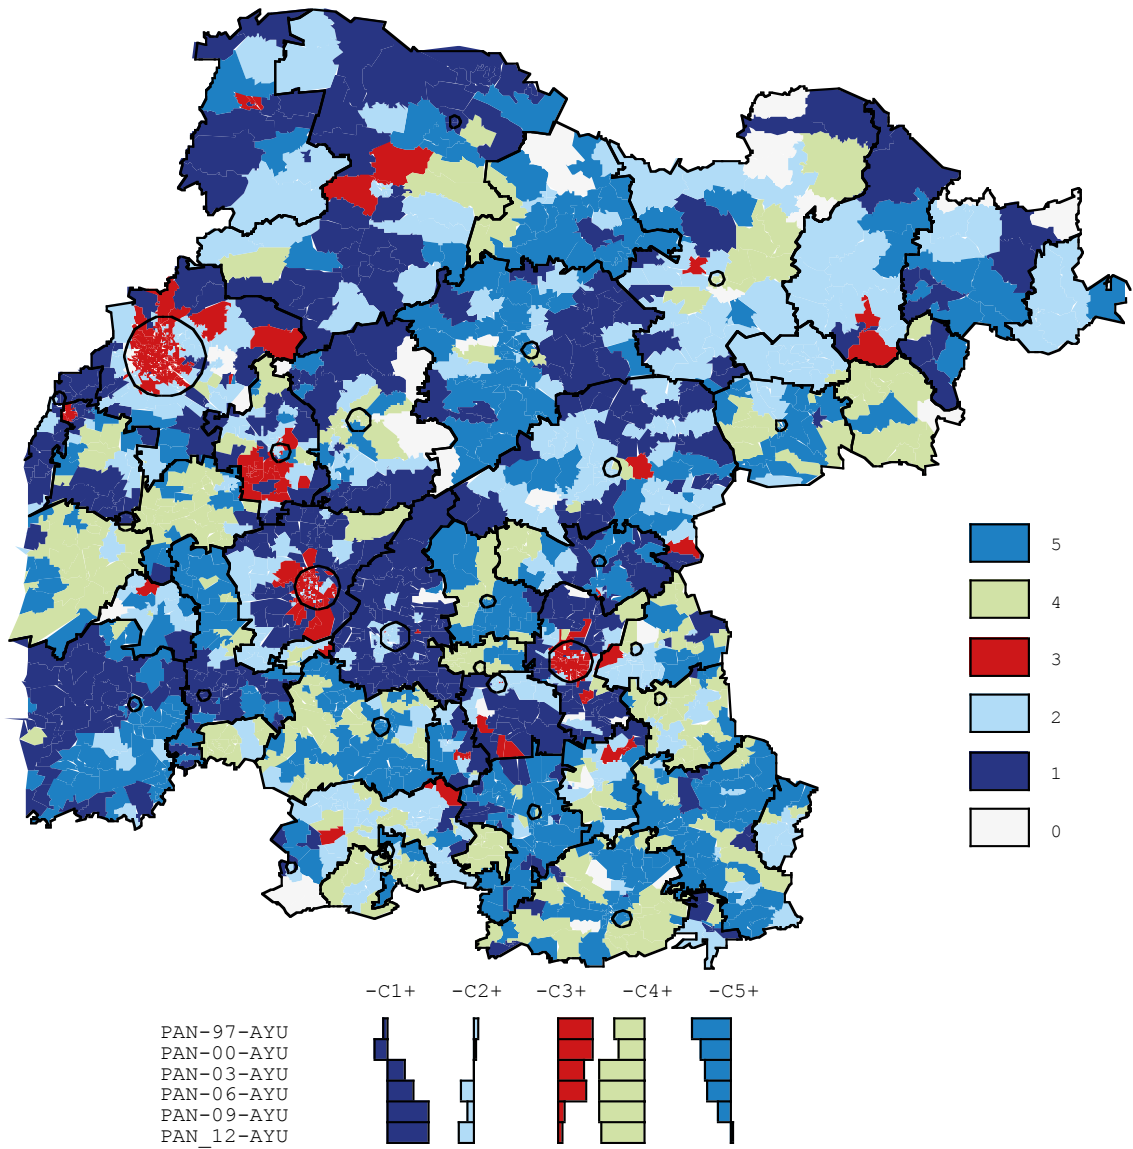 5
4
3
2
1
0
-C1+ -C2+ -C3+ -C4+ -C5+
PAN-97-AYU
PAN-00-AYU
PAN-03-AYU
PAN-06-AYU
PAN-09-AYU
PAN_12-AYU